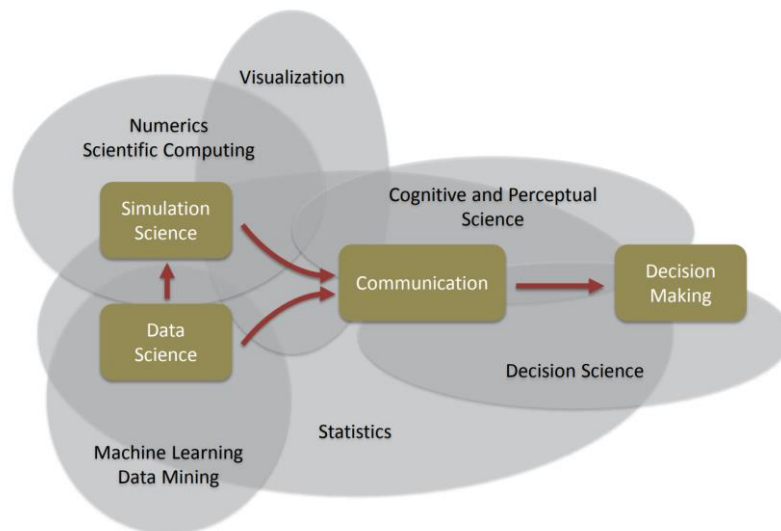 Visualization
Numerics
Scientific Computing
Cognitive and Perceptual
Science
Simulation
Science
Communication
Decision
Making
Data
Science
Decision Science
Statistics
Machine Learning
Data Mining